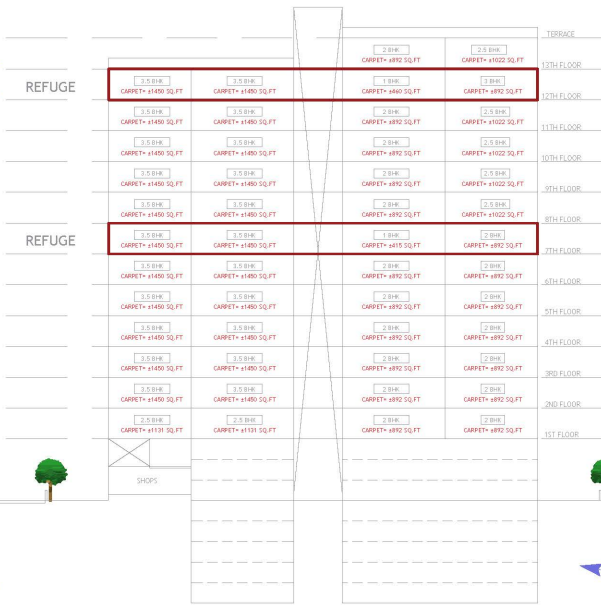 TERRACE
2 BHK 2.5 BHK
CARPET= ±892 SQ.FT CARPET= ±1022 SQ.FT
13TH FLOOR
REFUGE 3.5 BHK 3.5 BHK 1 BHK 3 BHK
CARPET= ±1450 SQ.FT CARPET= ±1450 SQ.FT CARPET= ±460 SQ.FT CARPET= ±892 SQ.FT
12TH FLOOR
3.5 BHK 3.5 BHK 2 BHK 2.5 BHK
CARPET= ±1450 SQ.FT CARPET= ±1450 SQ.FT CARPET= ±892 SQ.FT CARPET= ±1022 SQ.FT
11TH FLOOR
3.5 BHK 3.5 BHK 2 BHK 2.5 BHK
CARPET= ±1450 SQ.FT CARPET= ±1450 SQ.FT CARPET= ±892 SQ.FT CARPET= ±1022 SQ.FT
10TH FLOOR
3.5 BHK 3.5 BHK 2 BHK 2.5 BHK
CARPET= ±1450 SQ.FT CARPET= ±1450 SQ.FT CARPET= ±892 SQ.FT CARPET= ±1022 SQ.FT
9TH FLOOR
3.5 BHK 3.5 BHK 2 BHK 2.5 BHK
CARPET= ±1450 SQ.FT CARPET= ±1450 SQ.FT CARPET= ±892 SQ.FT CARPET= ±1022 SQ.FT
8TH FLOOR
REFUGE 3.5 BHK 3.5 BHK 1 BHK 2 BHK
CARPET= ±1450 SQ.FT CARPET= ±1450 SQ.FT CARPET= ±415 SQ.FT CARPET= ±892 SQ.FT
7TH FLOOR
3.5 BHK 3.5 BHK 2 BHK 2 BHK
CARPET= ±1450 SQ.FT CARPET= ±1450 SQ.FT CARPET= ±892 SQ.FT CARPET= ±892 SQ.FT
6TH FLOOR
3.5 BHK 3.5 BHK 2 BHK 2 BHK
CARPET= ±1450 SQ.FT CARPET= ±1450 SQ.FT CARPET= ±892 SQ.FT CARPET= ±892 SQ.FT
5TH FLOOR
3.5 BHK 3.5 BHK 2 BHK 2 BHK
CARPET= ±1450 SQ.FT CARPET= ±1450 SQ.FT CARPET= ±892 SQ.FT CARPET= ±892 SQ.FT
4TH FLOOR
3.5 BHK 3.5 BHK 2 BHK 2 BHK
CARPET= ±1450 SQ.FT CARPET= ±1450 SQ.FT CARPET= ±892 SQ.FT CARPET= ±892 SQ.FT
3RD FLOOR
3.5 BHK 3.5 BHK 2 BHK 2 BHK
CARPET= ±1450 SQ.FT CARPET= ±1450 SQ.FT CARPET= ±892 SQ.FT CARPET= ±892 SQ.FT
2ND FLOOR
2.5 BHK 2.5 BHK 2 BHK 2 BHK
CARPET= ±1131 SQ.FT CARPET= ±1131 SQ.FT CARPET= ±892 SQ.FT CARPET= ±892 SQ.FT
1ST FLOOR
SHOPS